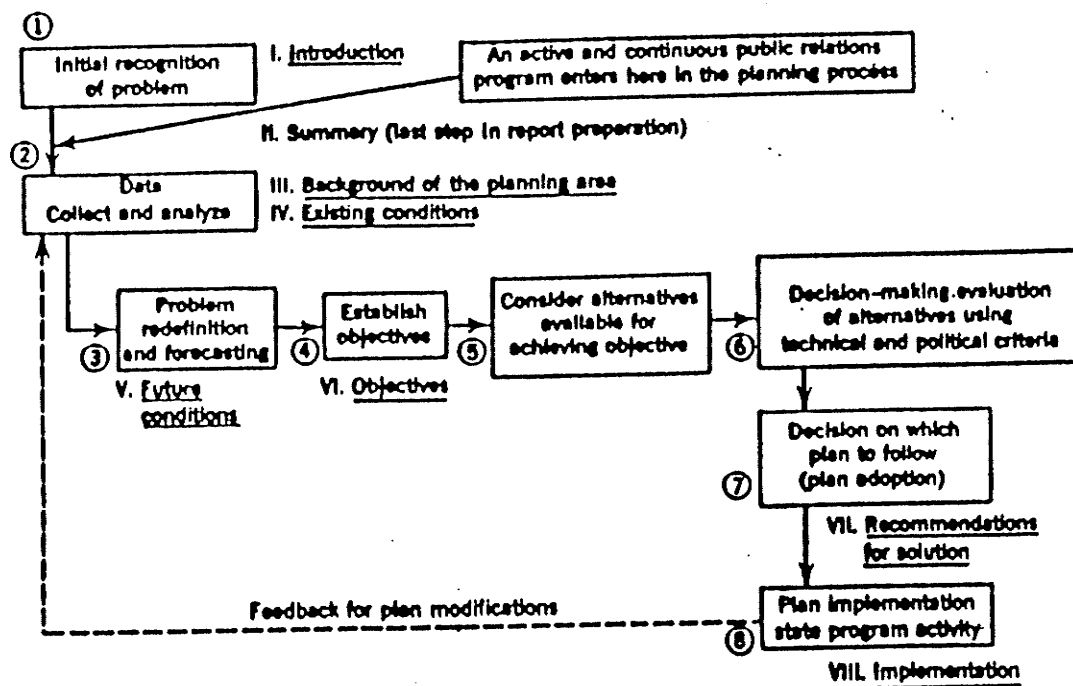 ①
Initial recognition
of problem
I. Introduction
An active and continuous public relations
program enters here in the planning process
II. Summary (last step in report preparation)
②
Data
Collect and analyze
III. Background of the planning area
IV. Existing conditions
③
Problem
redefinition
and forecasting
V. Future
conditions
④
Establish
objectives
VI. Objectives
⑤
Consider alternatives
available for
achieving objective
⑥
Decision-making.evaluation
of alternatives using
technical and political criteria
⑦
Decision on which
plan to follow
(plan adoption)
VII. Recommendations
for solution
⑧
Plan implementation
state program activity
VIII. Implementation
Feedback for plan modifications